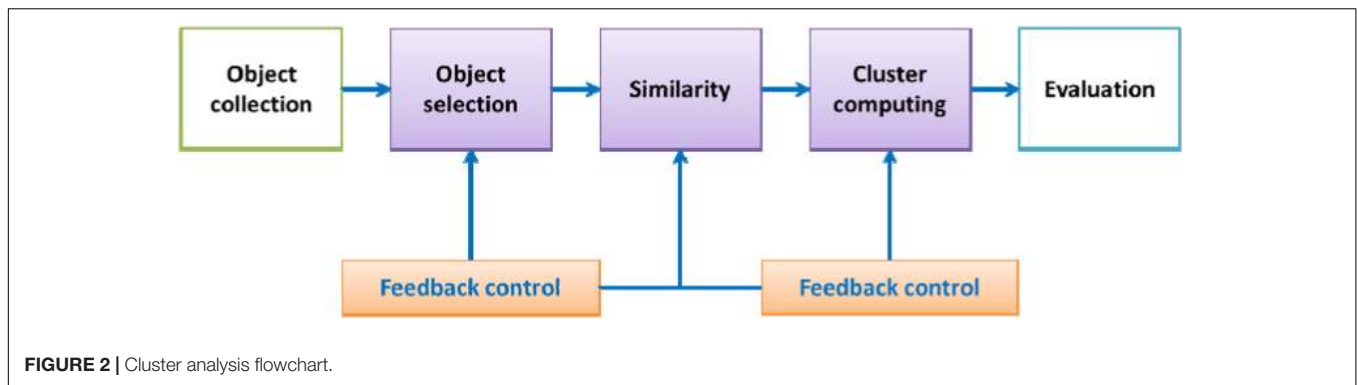 Object
collection
Object
selection
Similarity
Cluster
computing
Evaluation
Feedback control
Feedback control
FIGURE 2 | Cluster analysis flowchart.